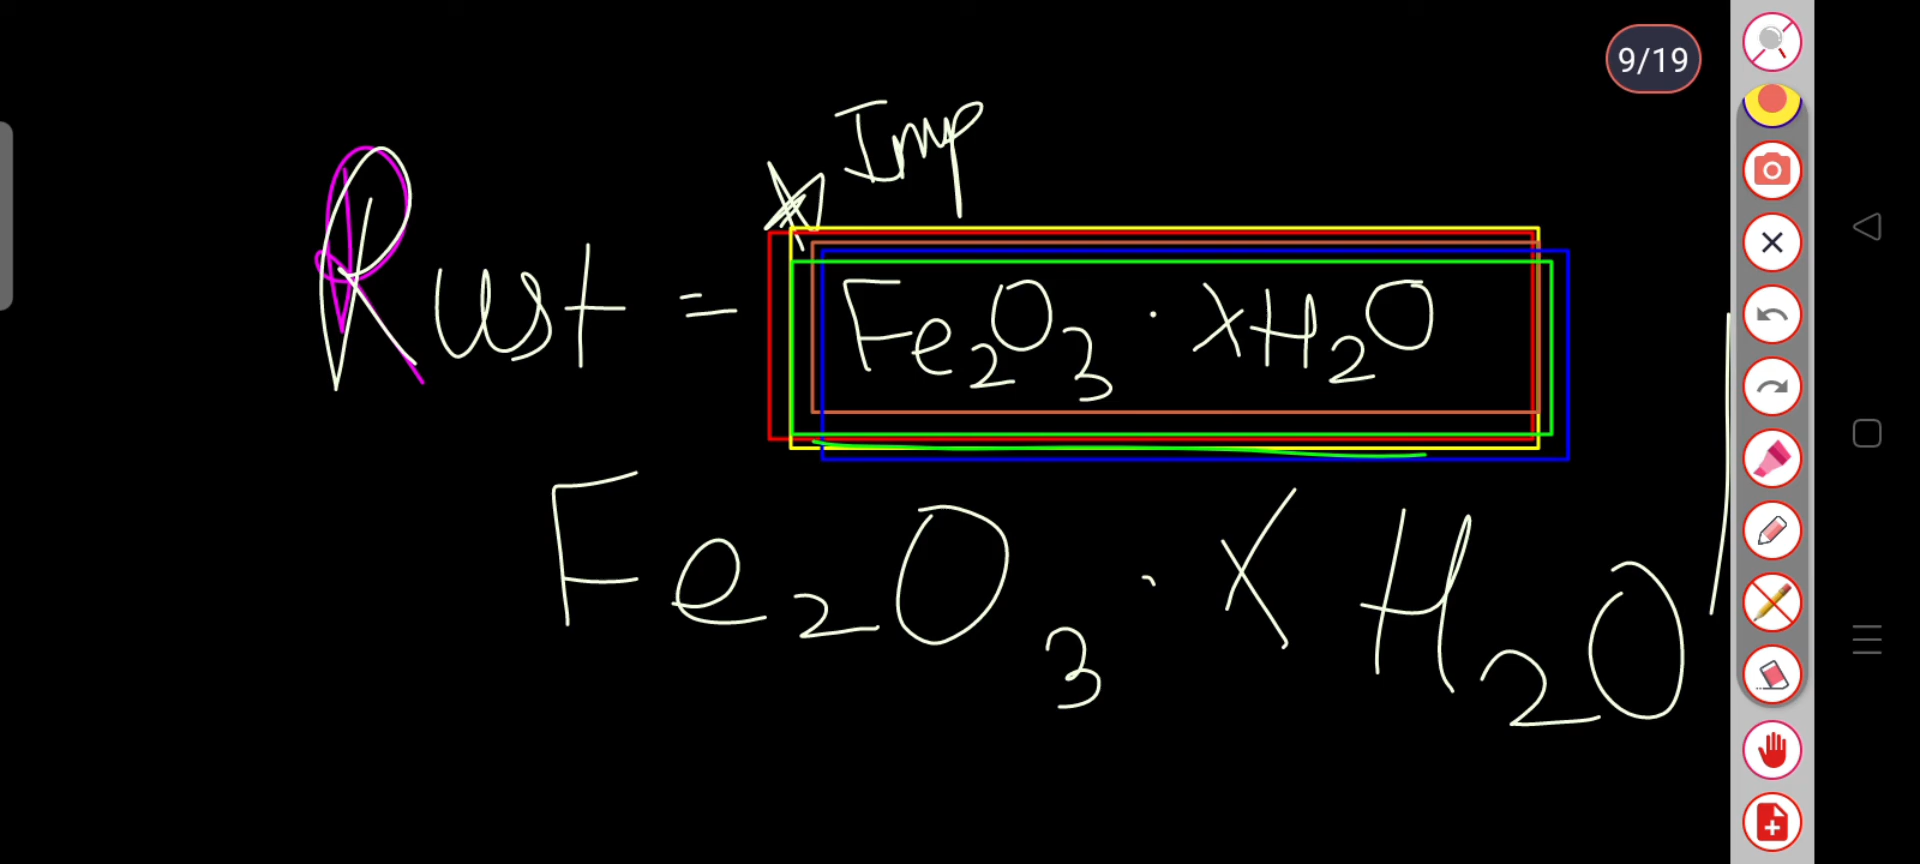 9/19
Imp
Rust = Fe₂O₃ · xH₂O
Fe₂O₃ · xH₂O